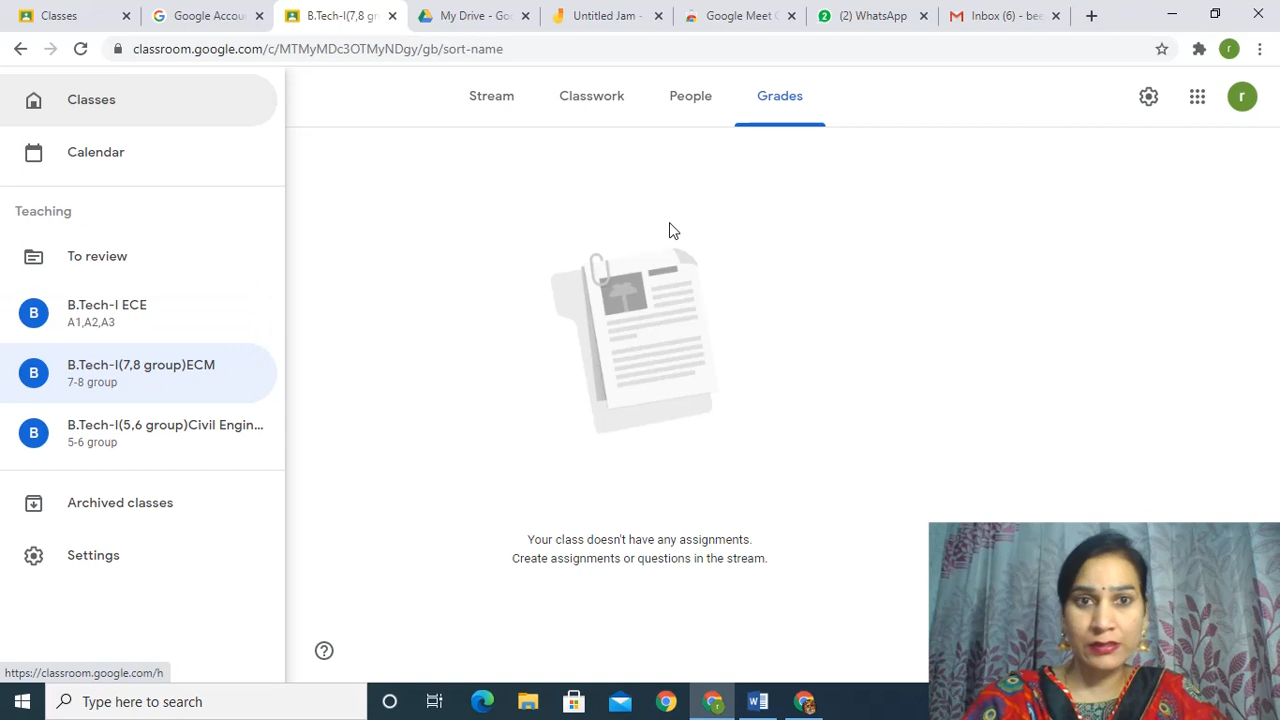 Classes
Google Accou
B.Tech-I(7,8 gr
My Drive - Goo
Untitled Jam -
Google Meet C
(2) WhatsApp
Inbox (6) - bee
classroom.google.com/c/MTMyMDc3OTMyNDgy/gb/sort-name
r
Classes
Stream
Classwork
People
Grades
r
Calendar
Teaching
To review
B
B.Tech-I ECE
A1,A2,A3
B
B.Tech-I(7,8 group)ECM
7-8 group
B
B.Tech-I(5,6 group)Civil Engin...
5-6 group
Archived classes
Settings
Your class doesn't have any assignments.
Create assignments or questions in the stream.
https://classroom.google.com/h
Type here to search